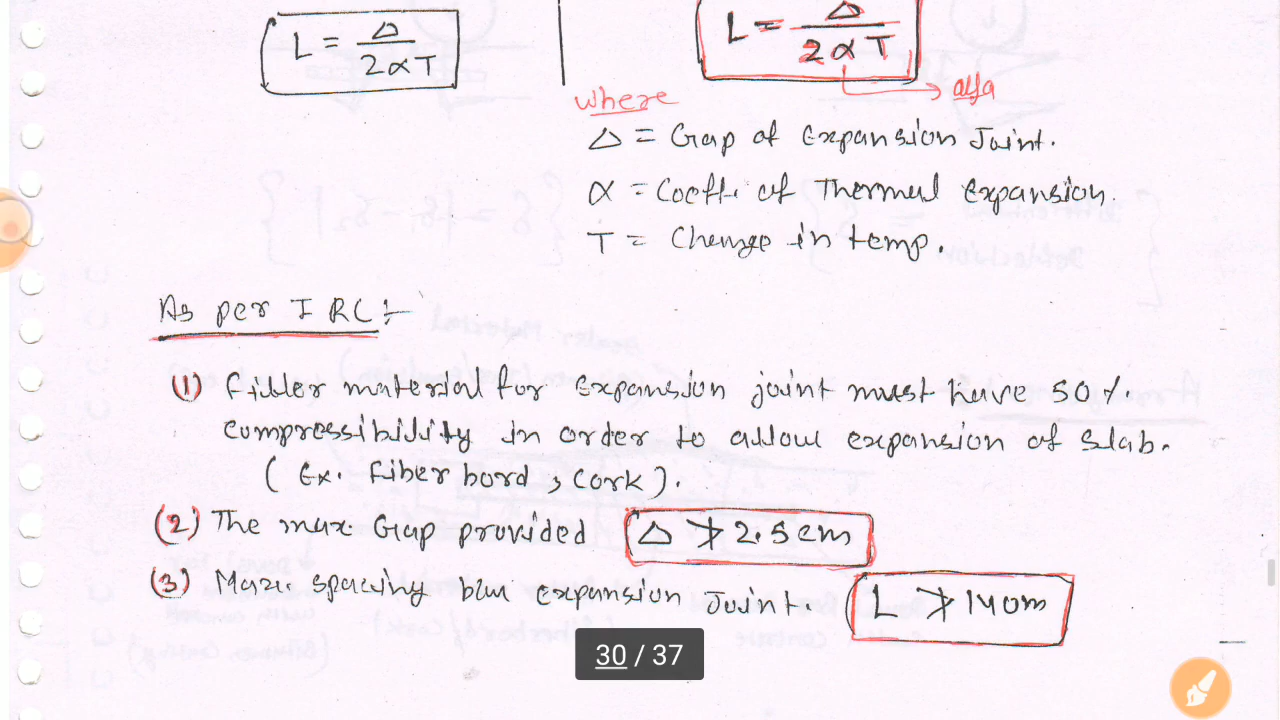 L = Δ / 2αT
L = Δ / 2αT
→ alfa
where
Δ = Gap of Expansion Joint.
α = Coeff. of Thermal Expansion
T = Change in temp.
As per IRC:-
(1) Filler material for Expansion joint must have 50%.
compressibility in order to allow expansion of slab.
(Ex. Fiber bord, Cork).
(2) The max Gap provided Δ ≯ 2.5cm
(3) Maxi. spacing b/w expansion Joint. L ≯ 140m
30 / 37